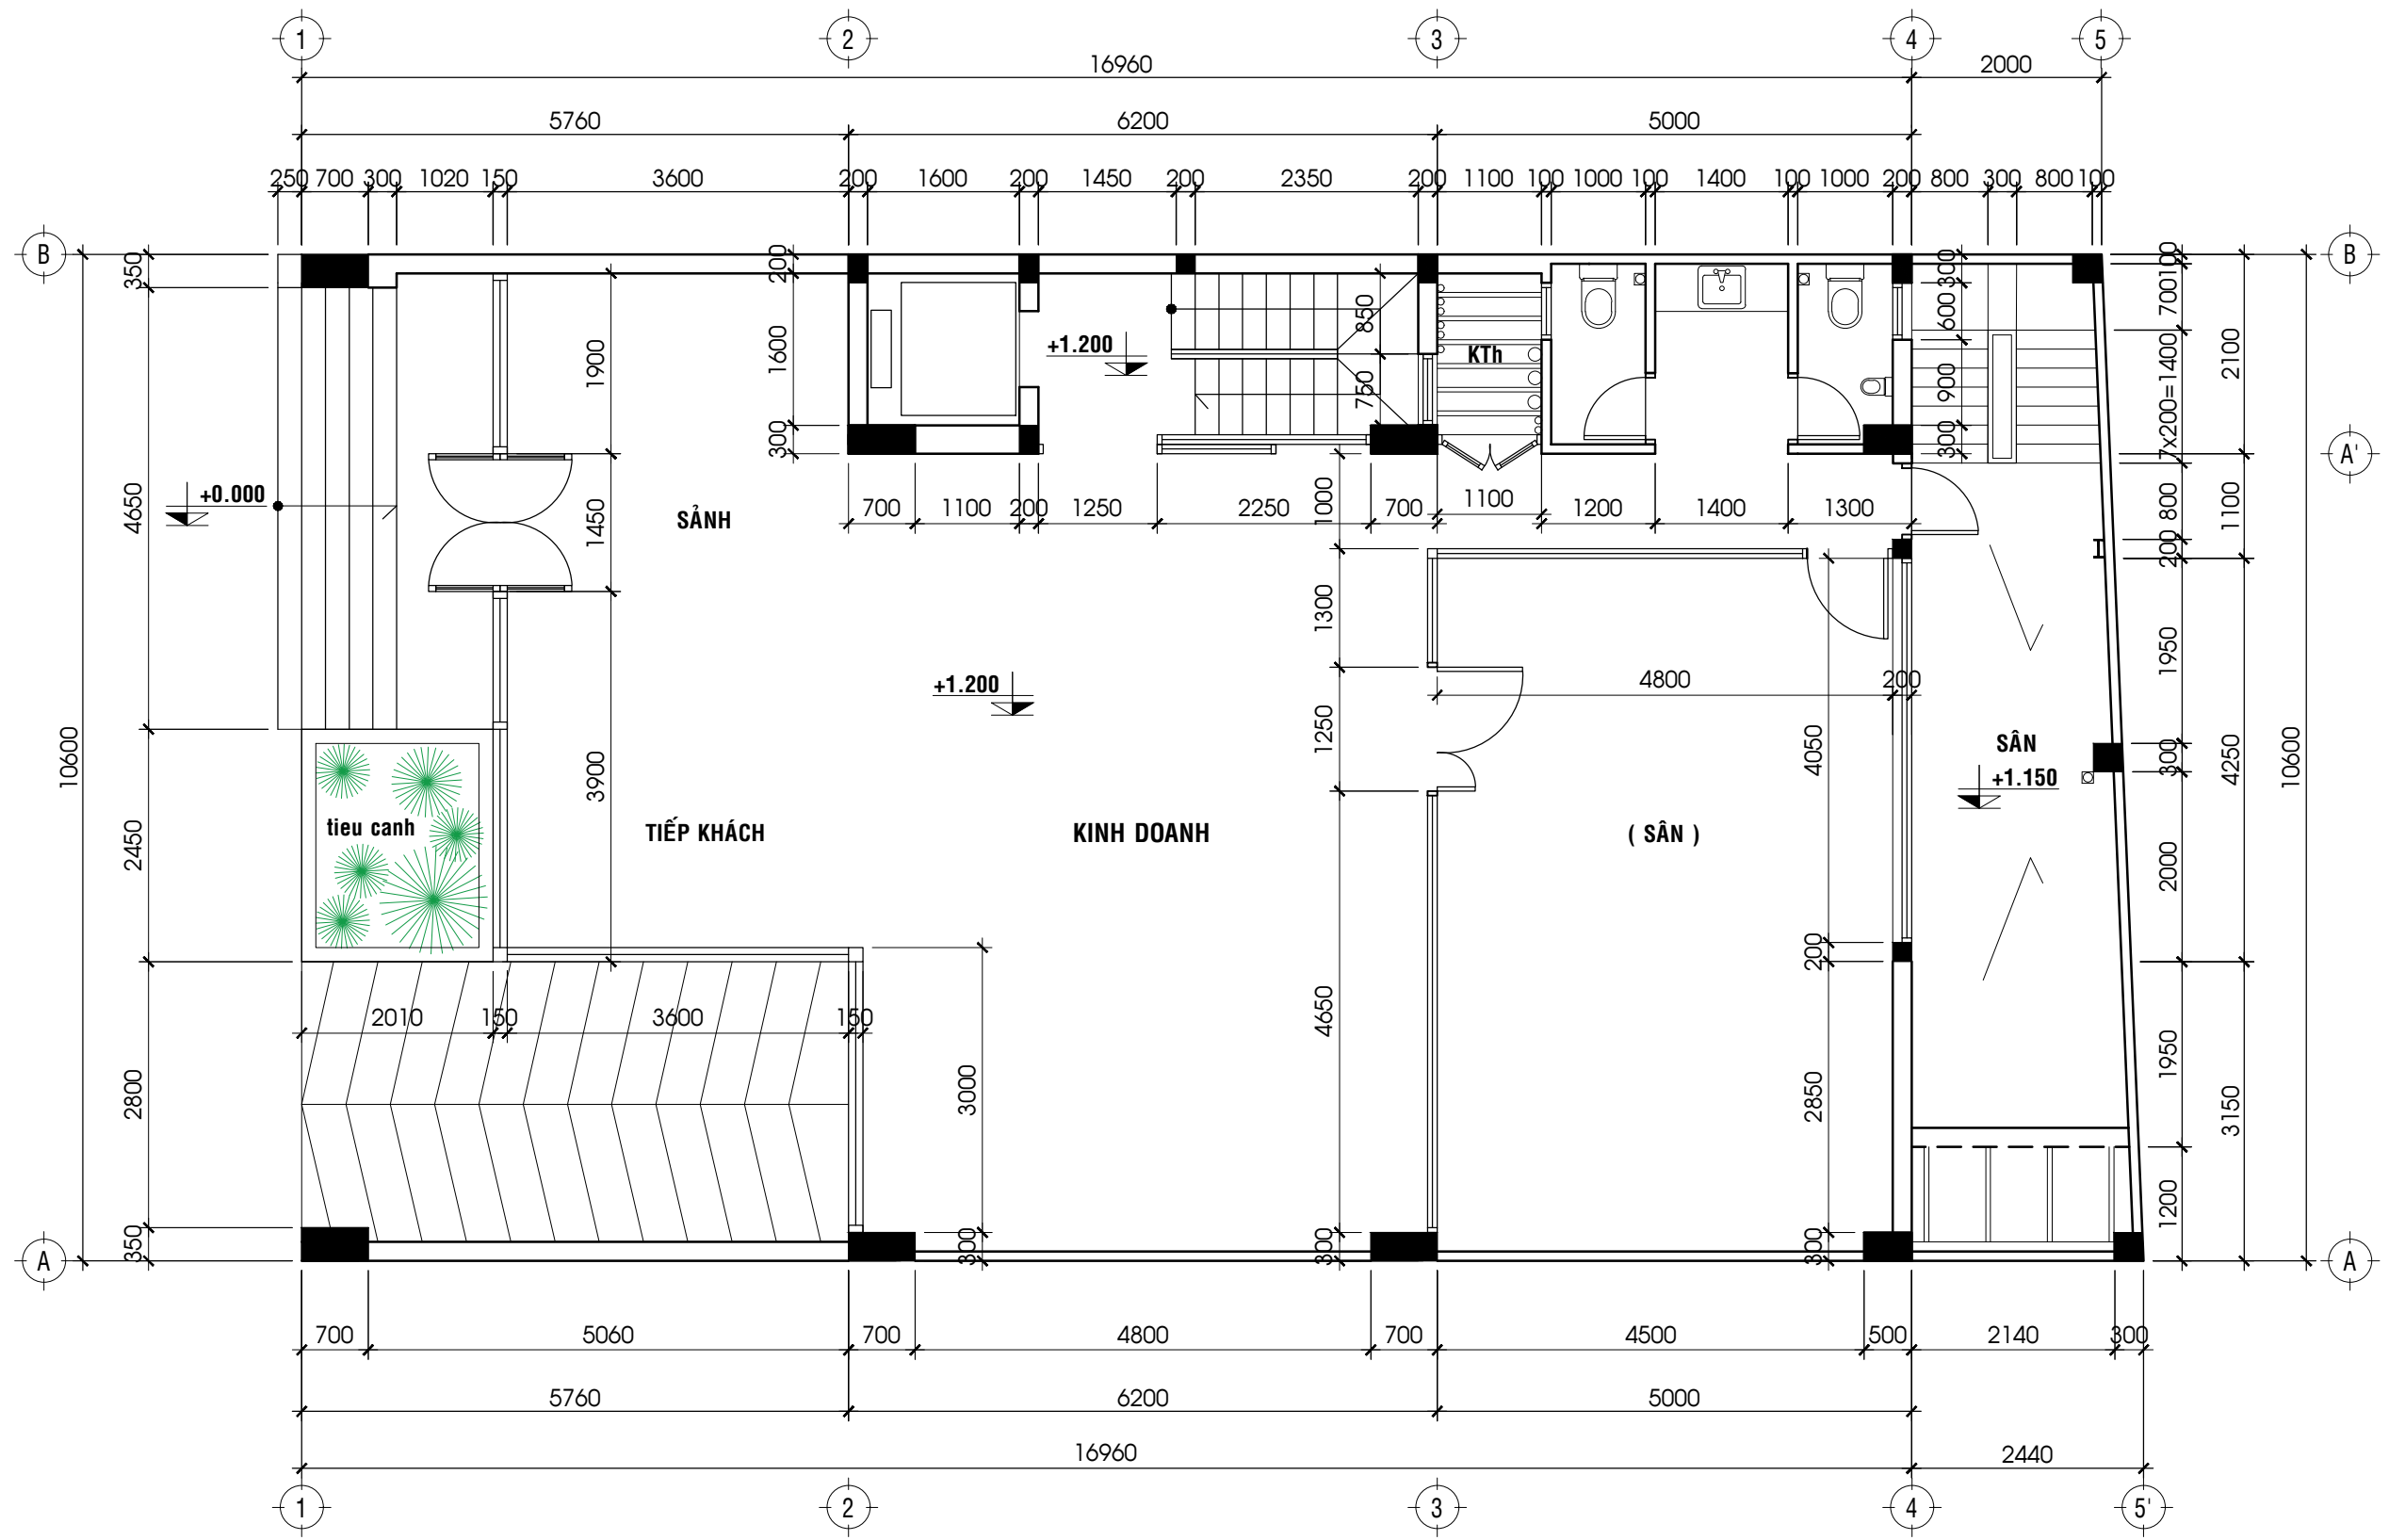 1 2 3 4 5
16960 2000
5760 6200 5000
250 700 300 1020 150 3600 200 1600 200 1450 200 2350 200 1100 100 1000 100 1400 100 1000 200 800 300 800 100
B B
350 200 300 100
700
850 600
1900 1600 +1.200 KTh 7x200=1400 2100
750 900
300 300 A'
+0.000
4650 1450 SẢNH 700 1100 200 1250 2250 700 1000 1100 1200 1400 1300 800 1100
200
1300 1950
+1.200 4800 200
10600 3900 1250 4050 SÂN 300 4250 10600
+1.150
tieu canh TIẾP KHÁCH KINH DOANH ( SÂN )
2450 2000
200
2010 150 3600 150 4650
2800 3000 2850 1950 3150
1200
350 300 300 300
A A
700 5060 700 4800 700 4500 500 2140 300
5760 6200 5000
16960 2440
1 2 3 4 5'